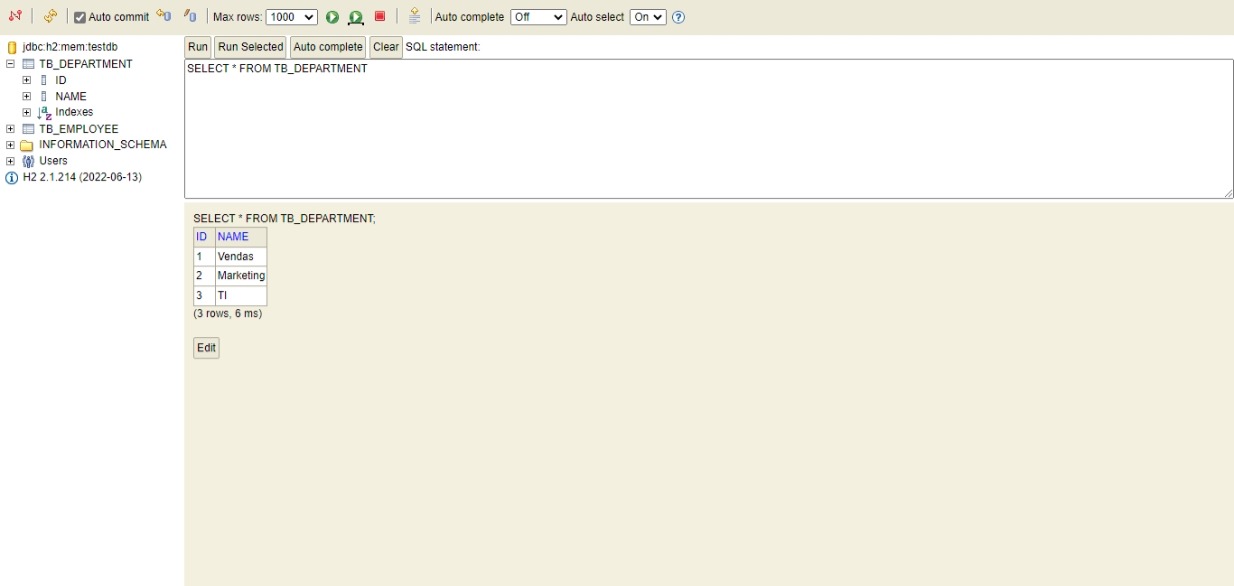 Auto commit Max rows: 1000 Auto complete Off Auto select On ?
jdbc:h2:mem:testdb
TB_DEPARTMENT
ID
NAME
Indexes
TB_EMPLOYEE
INFORMATION_SCHEMA
Users
H2 2.1.214 (2022-06-13)
Run Run Selected Auto complete Clear SQL statement:
SELECT * FROM TB_DEPARTMENT
SELECT * FROM TB_DEPARTMENT;
ID NAME
1 Vendas
2 Marketing
3 TI
(3 rows, 6 ms)
Edit